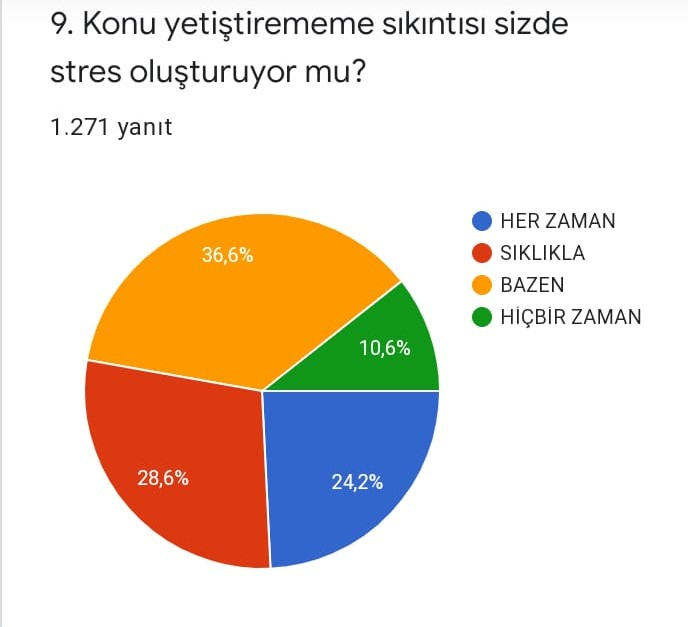 9. Konu yetiştirememe sıkıntısı sizde
stres oluşturuyor mu?
1.271 yanıt
36,6%
10,6%
28,6%
24,2%
HER ZAMAN
SIKLIKLA
BAZEN
HİÇBİR ZAMAN